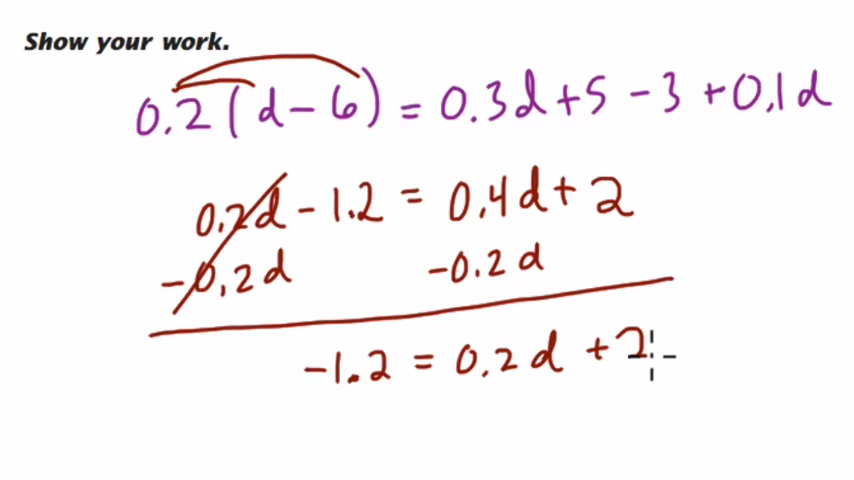 Show your work.
0.2(d-6) = 0.3d+5 -3 +0.1d
0.2d -1.2 = 0.4d+2
-0.2d -0.2d
-1.2 = 0.2d +2